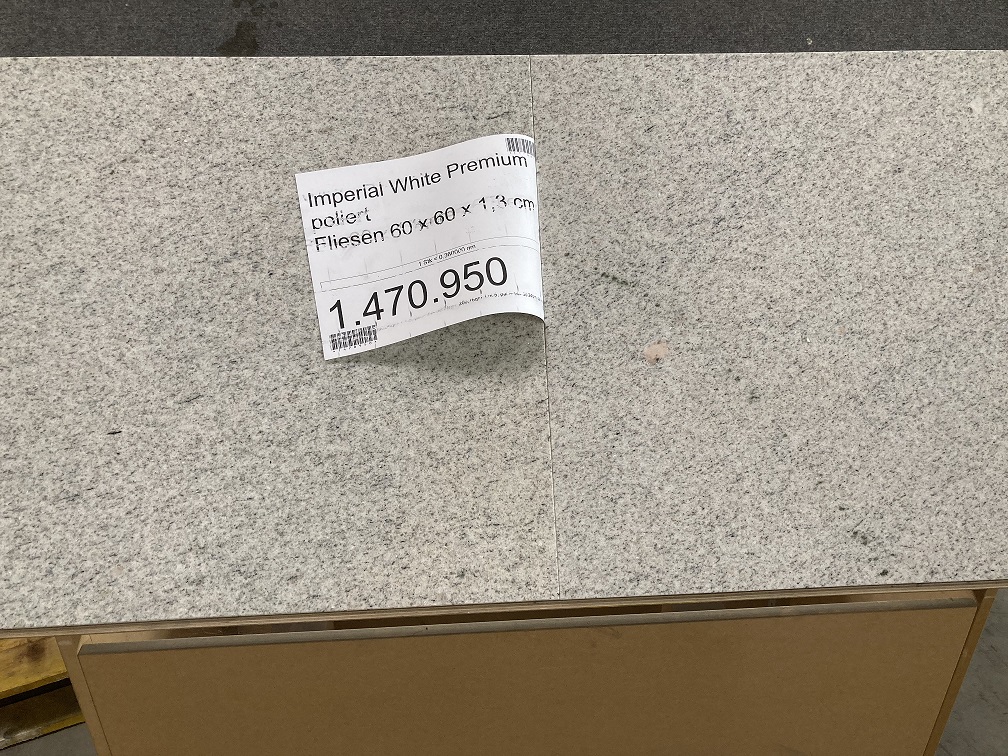 Imperial White Premium
poliert
Fliesen 60 x 60 x 1,3 cm
1.470.950